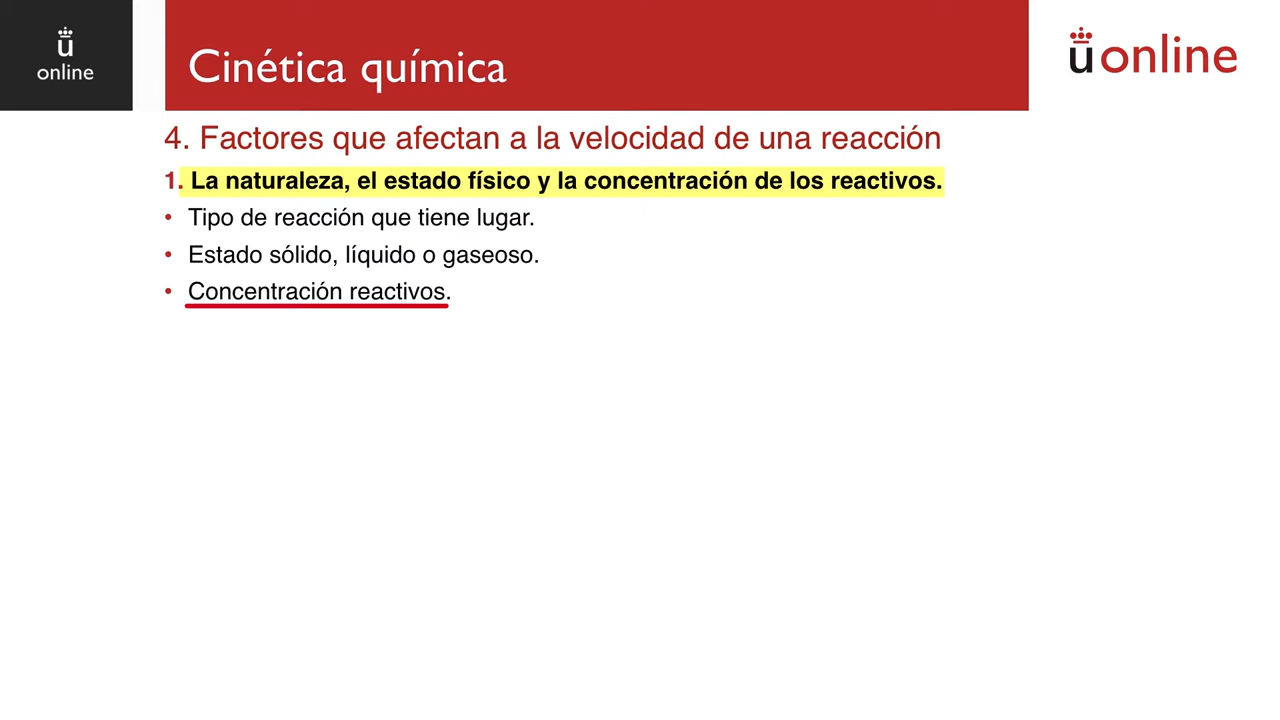 ü
online
Cinética química
üonline
4. Factores que afectan a la velocidad de una reacción
1. La naturaleza, el estado físico y la concentración de los reactivos.
• Tipo de reacción que tiene lugar.
• Estado sólido, líquido o gaseoso.
• Concentración reactivos.